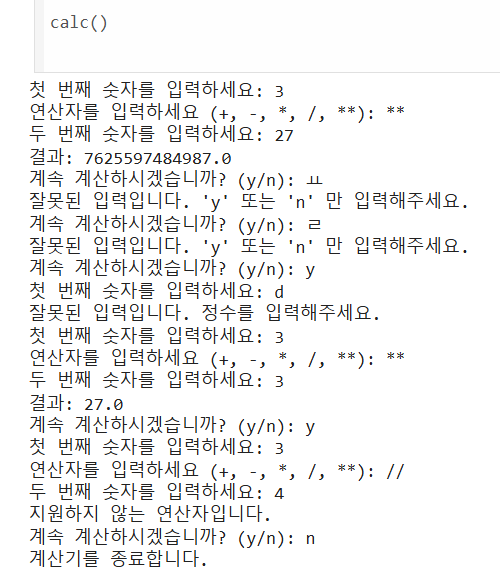 calc()
첫 번째 숫자를 입력하세요: 3
연산자를 입력하세요 (+, -, *, /, **): **
두 번째 숫자를 입력하세요: 27
결과: 7625597484987.0
계속 계산하시겠습니까? (y/n): ㅛ
잘못된 입력입니다. 'y' 또는 'n' 만 입력해주세요.
계속 계산하시겠습니까? (y/n): ㄹ
잘못된 입력입니다. 'y' 또는 'n' 만 입력해주세요.
계속 계산하시겠습니까? (y/n): y
첫 번째 숫자를 입력하세요: d
잘못된 입력입니다. 정수를 입력해주세요.
첫 번째 숫자를 입력하세요: 3
연산자를 입력하세요 (+, -, *, /, **): **
두 번째 숫자를 입력하세요: 3
결과: 27.0
계속 계산하시겠습니까? (y/n): y
첫 번째 숫자를 입력하세요: 3
연산자를 입력하세요 (+, -, *, /, **): //
두 번째 숫자를 입력하세요: 4
지원하지 않는 연산자입니다.
계속 계산하시겠습니까? (y/n): n
계산기를 종료합니다.